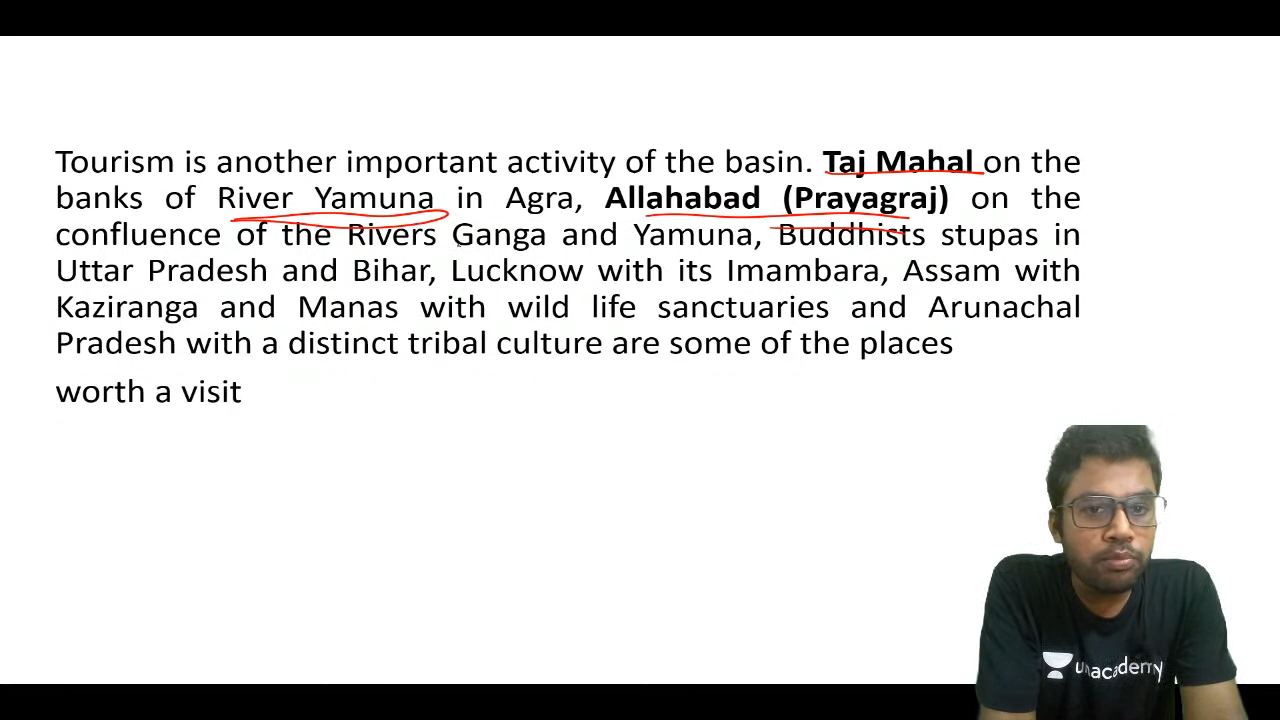 Tourism is another important activity of the basin. Taj Mahal on the
banks of River Yamuna in Agra, Allahabad (Prayagraj) on the
confluence of the Rivers Ganga and Yamuna, Buddhists stupas in
Uttar Pradesh and Bihar, Lucknow with its Imambara, Assam with
Kaziranga and Manas with wild life sanctuaries and Arunachal
Pradesh with a distinct tribal culture are some of the places
worth a visit
unacademy